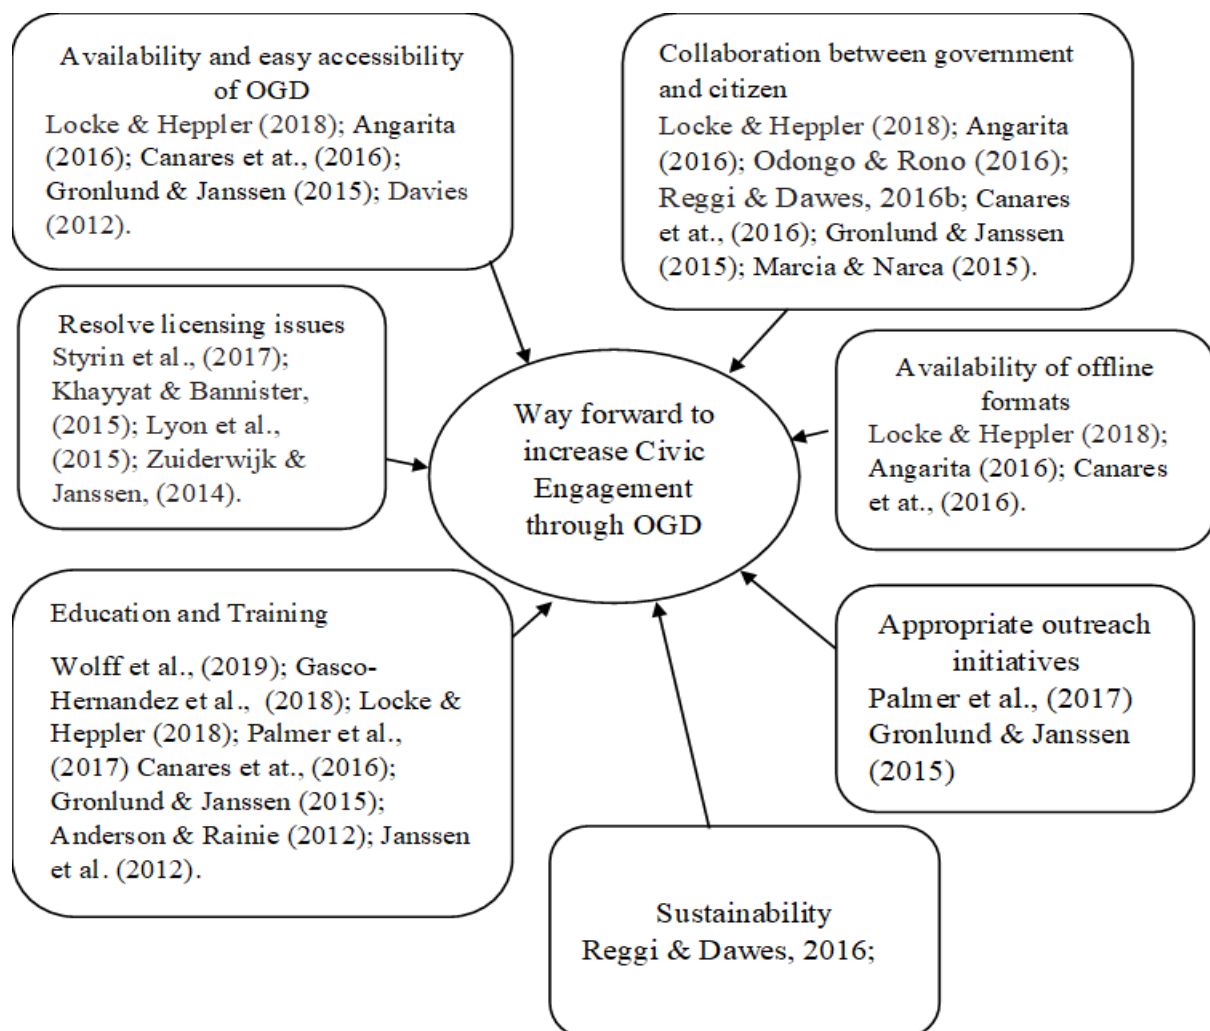 Availability and easy accessibility
of OGD
Locke & Heppler (2018); Angarita
(2016); Canares et at., (2016);
Gronlund & Janssen (2015); Davies
(2012).
Collaboration between government
and citizen
Locke & Heppler (2018); Angarita
(2016); Odongo & Rono (2016);
Reggi & Dawes, 2016b; Canares
et at., (2016); Gronlund & Janssen
(2015); Marcia & Narca (2015).
Resolve licensing issues
Styrin et al., (2017);
Khayyat & Bannister,
(2015); Lyon et al.,
(2015); Zuiderwijk &
Janssen, (2014).
Way forward to
increase Civic
Engagement
through OGD
Availability of offline
formats
Locke & Heppler (2018);
Angarita (2016); Canares
et at., (2016).
Education and Training
Wolff et al., (2019); Gasco-
Hernandez et al.,  (2018); Locke &
Heppler (2018); Palmer et al.,
(2017) Canares et at., (2016);
Gronlund & Janssen (2015);
Anderson & Rainie (2012); Janssen
et al. (2012).
Appropriate outreach
initiatives
Palmer et al., (2017)
Gronlund & Janssen
(2015)
Sustainability
Reggi & Dawes, 2016;